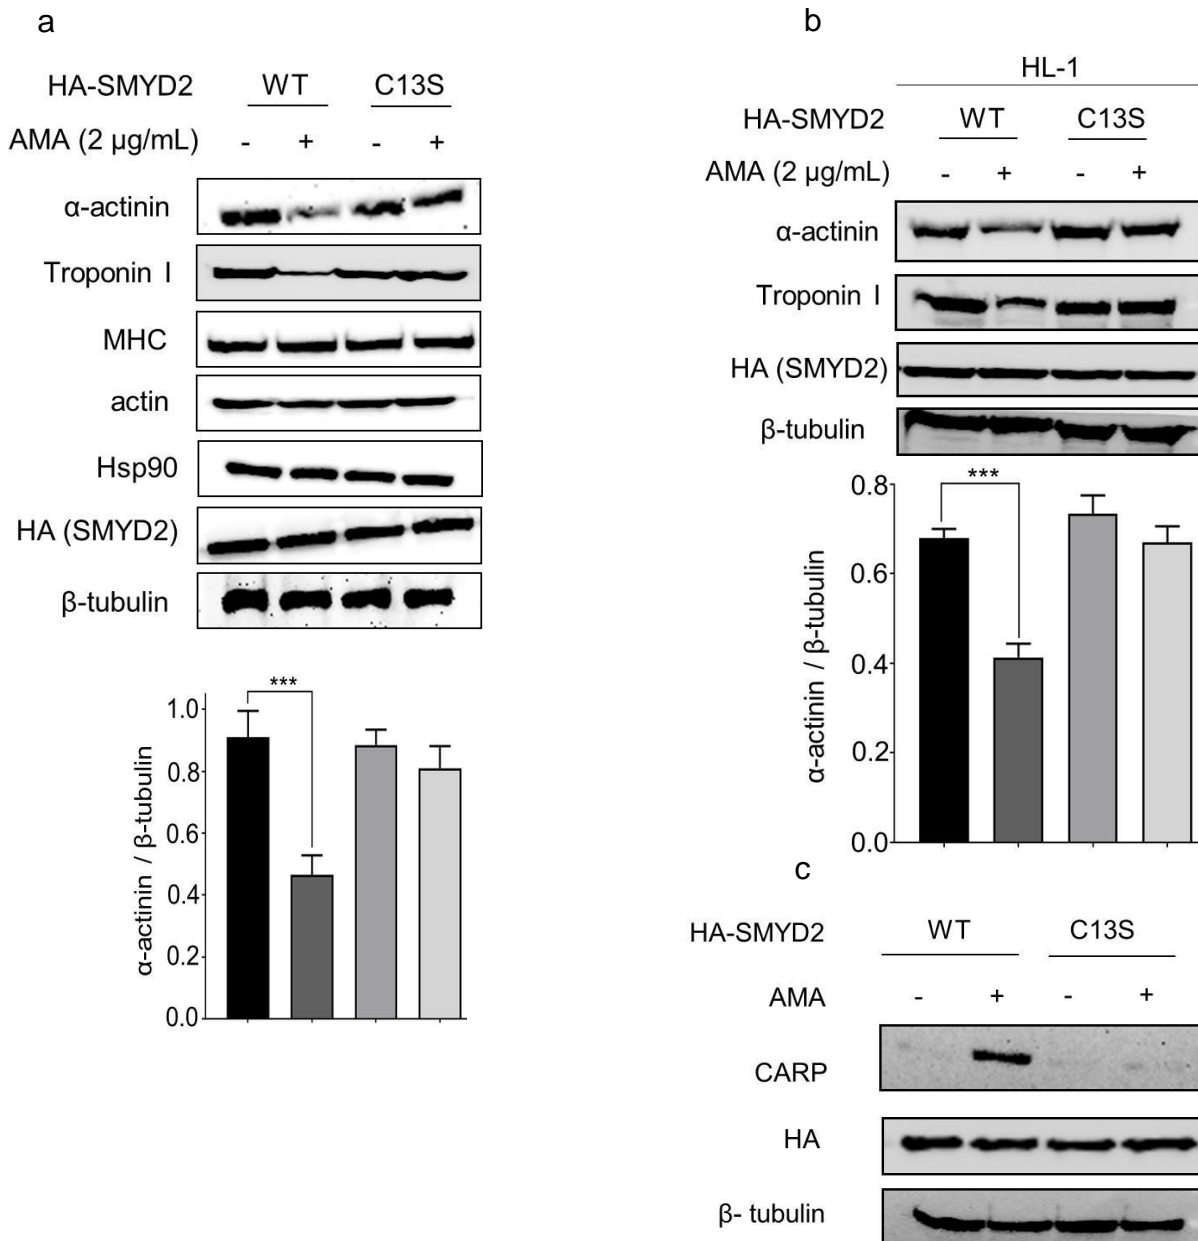 a
HA-SMYD2 WT C13S
AMA (2 μg/mL) - + - +
α-actinin
Troponin I
MHC
actin
Hsp90
HA (SMYD2)
β-tubulin
***
1.0
0.8
0.6
0.4
0.2
0.0
α-actinin / β-tubulin
b
HL-1
HA-SMYD2 WT C13S
AMA (2 μg/mL) - + - +
α-actinin
Troponin I
HA (SMYD2)
β-tubulin
***
0.8
0.6
0.4
0.2
0.0
α-actinin / β-tubulin
c
HA-SMYD2 WT C13S
AMA - + - +
CARP
HA
β- tubulin